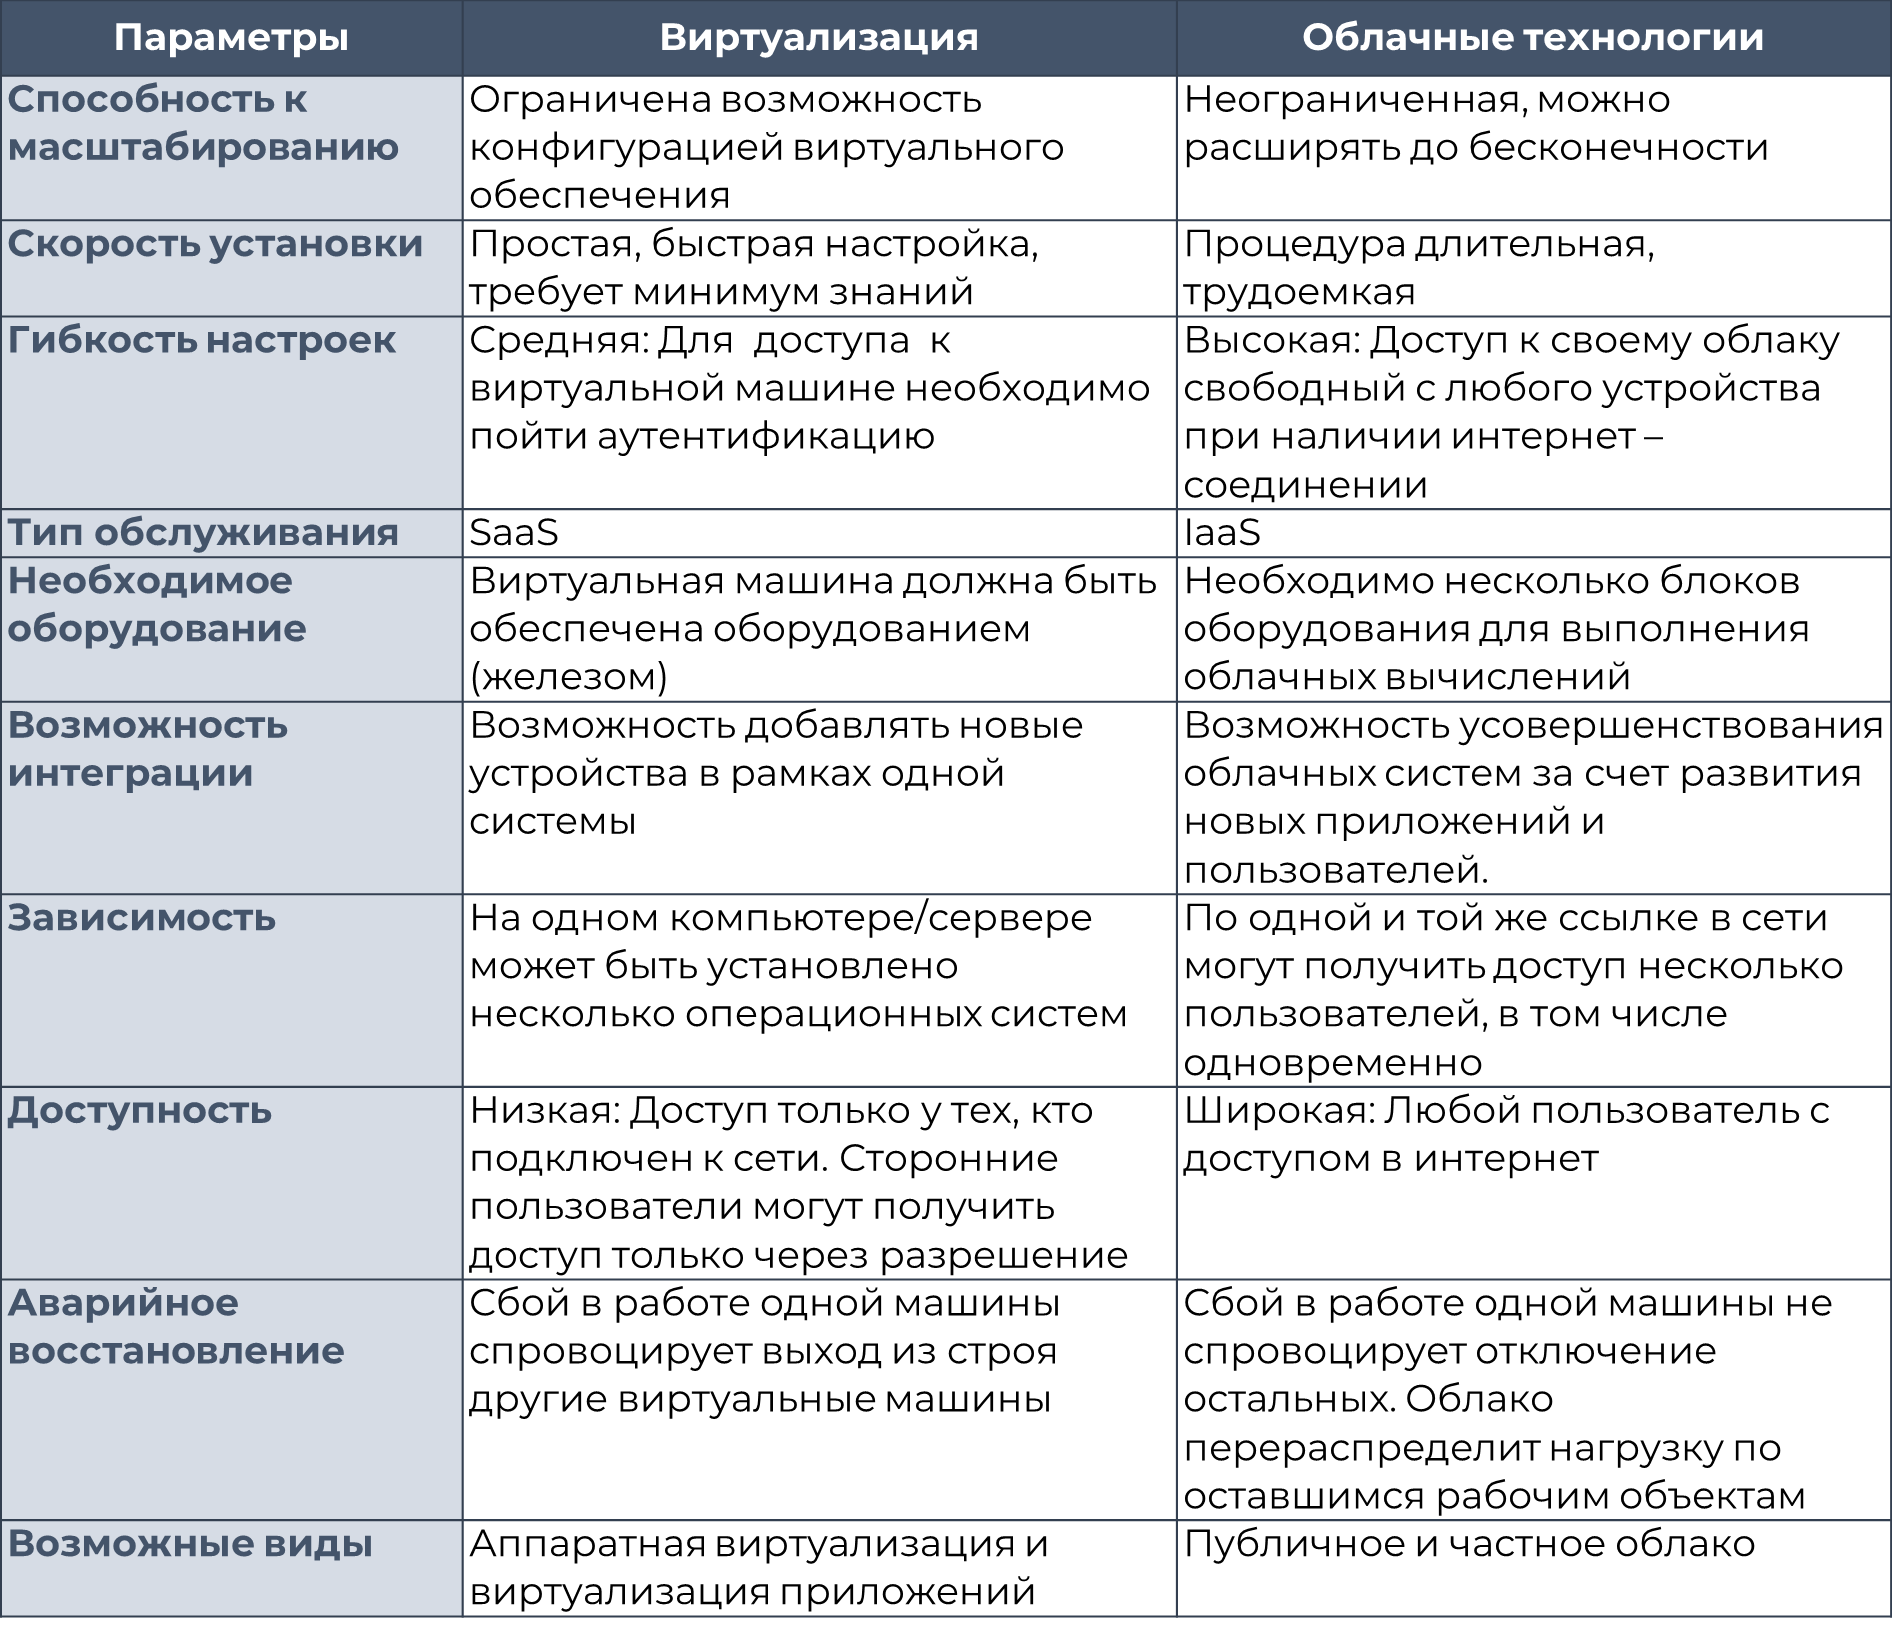 Параметры
Виртуализация
Облачные технологии
Способность к
масштабированию
Ограничена возможность
конфигурацией виртуального
обеспечения
Неограниченная, можно
расширять до бесконечности
Скорость установки
Простая, быстрая настройка,
требует минимум знаний
Процедура длительная,
трудоемкая
Гибкость настроек
Средняя: Для доступа к
виртуальной машине необходимо
пойти аутентификацию
Высокая: Доступ к своему облаку
свободный с любого устройства
при наличии интернет –
соединении
Тип обслуживания
SaaS
IaaS
Необходимое
оборудование
Виртуальная машина должна быть
обеспечена оборудованием
(железом)
Необходимо несколько блоков
оборудования для выполнения
облачных вычислений
Возможность
интеграции
Возможность добавлять новые
устройства в рамках одной
системы
Возможность усовершенствования
облачных систем за счет развития
новых приложений и
пользователей.
Зависимость
На одном компьютере/сервере
может быть установлено
несколько операционных систем
По одной и той же ссылке в сети
могут получить доступ несколько
пользователей, в том числе
одновременно
Доступность
Низкая: Доступ только у тех, кто
подключен к сети. Сторонние
пользователи могут получить
доступ только через разрешение
Широкая: Любой пользователь с
доступом в интернет
Аварийное
восстановление
Сбой в работе одной машины
спровоцирует выход из строя
другие виртуальные машины
Сбой в работе одной машины не
спровоцирует отключение
остальных. Облако
перераспределит нагрузку по
оставшимся рабочим объектам
Возможные виды
Аппаратная виртуализация и
виртуализация приложений
Публичное и частное облако